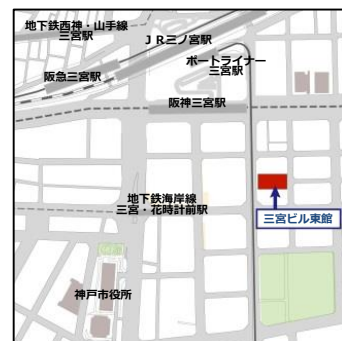 地下鉄西神・山手線
三宮駅
JR三ノ宮駅
ポートライナー
三宮駅
阪急三宮駅
阪神三宮駅
地下鉄海岸線
三宮・花時計前駅
三宮ビル東館
神戸市役所